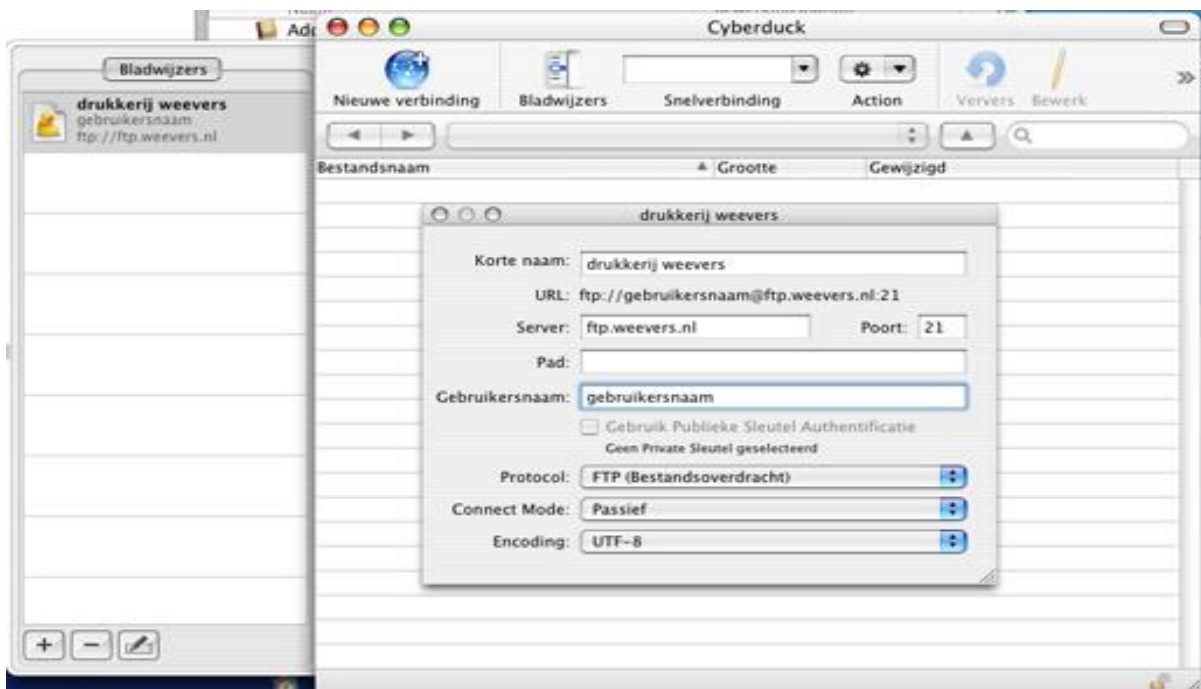 Cyberduck
Bladwijzers
drukkerij weevers
gebruikersnaam
ftp://ftp.weevers.nl
Nieuwe verbinding
Bladwijzers
Snelverbinding
Action
Ververs
Bewerk
Bestandsnaam
Grootte
Gewijzigd
drukkerij weevers
Korte naam: drukkerij weevers
URL: ftp://gebruikersnaam@ftp.weevers.nl:21
Server: ftp.weevers.nl Poort: 21
Pad:
Gebruikersnaam: gebruikersnaam
Gebruik Publieke Sleutel Authentificatie
Geen Private Sleutel geselecteerd
Protocol: FTP (Bestandsoverdracht)
Connect Mode: Passief
Encoding: UTF-8